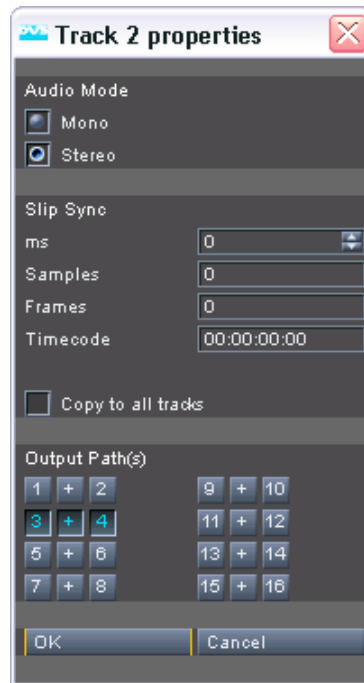 Track 2 properties
Audio Mode
Mono
Stereo
Slip Sync
ms 0
Samples 0
Frames 0
Timecode 00:00:00:00
Copy to all tracks
Output Path(s)
1 + 2 9 + 10
3 + 4 11 + 12
5 + 6 13 + 14
7 + 8 15 + 16
OK Cancel